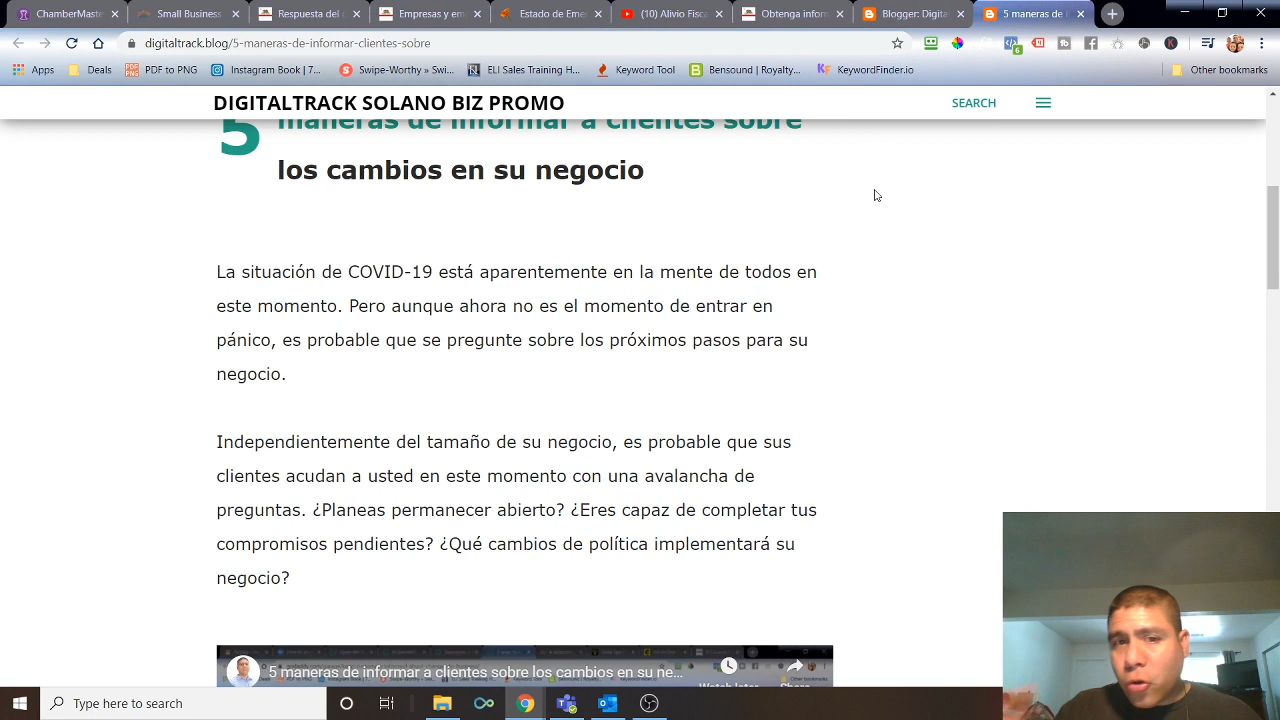 ChamberMaste
Small Business
Respuesta del c
Empresas y em
Estado de Emer
(10) Alivio Fisca
Obtenga inform
Blogger: Digita
5 maneras de i
digitaltrack.blog/5-maneras-de-informar-clientes-sobre
Apps
Deals
PDF to PNG
Instagram Book | 7...
Swipe-Worthy » Swi...
ELI Sales Training H...
Keyword Tool
Bensound | Royalty...
KeywordFinder.io
Other bookmarks
DIGITALTRACK SOLANO BIZ PROMO
SEARCH
5 maneras de informar a clientes sobre
los cambios en su negocio
La situación de COVID-19 está aparentemente en la mente de todos en
este momento. Pero aunque ahora no es el momento de entrar en
pánico, es probable que se pregunte sobre los próximos pasos para su
negocio.
Independientemente del tamaño de su negocio, es probable que sus
clientes acudan a usted en este momento con una avalancha de
preguntas. ¿Planeas permanecer abierto? ¿Eres capaz de completar tus
compromisos pendientes? ¿Qué cambios de política implementará su
negocio?
5 maneras de informar a clientes sobre los cambios en su ne...
Watch later
Share
Type here to search